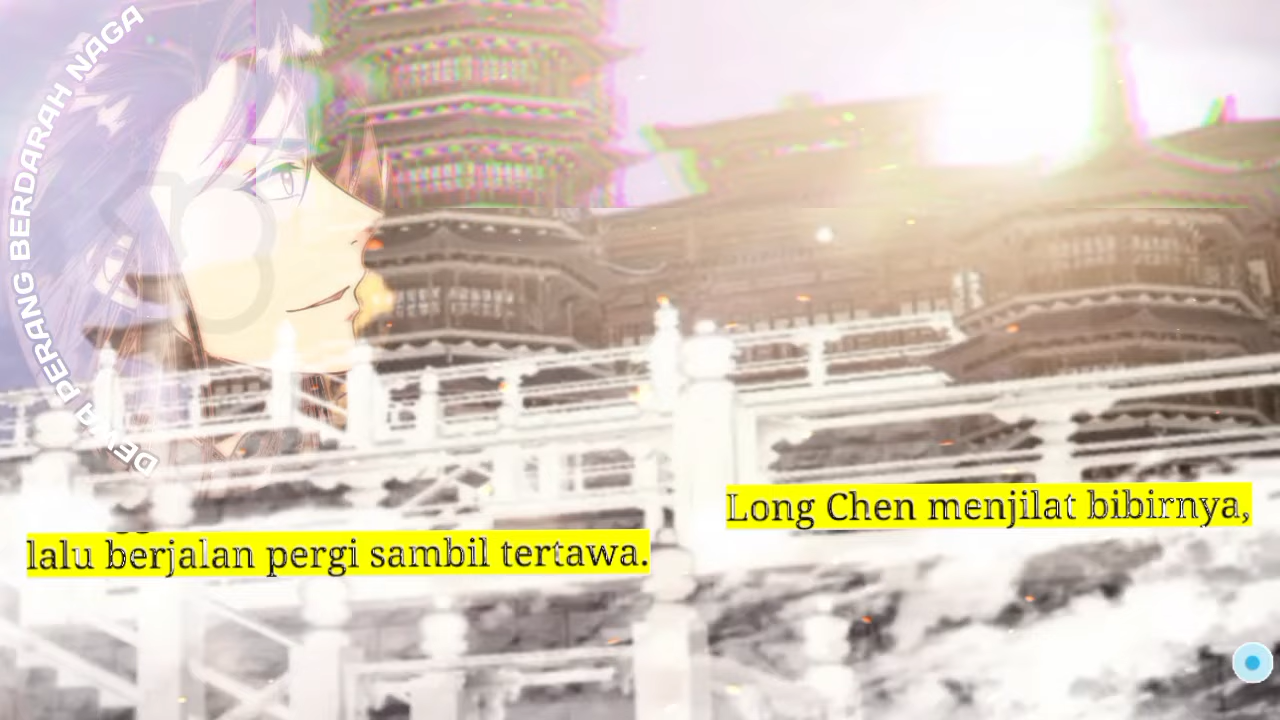 DEWA PERANG BERDARAH NAGA
Long Chen menjilat bibirnya,
lalu berjalan pergi sambil tertawa.